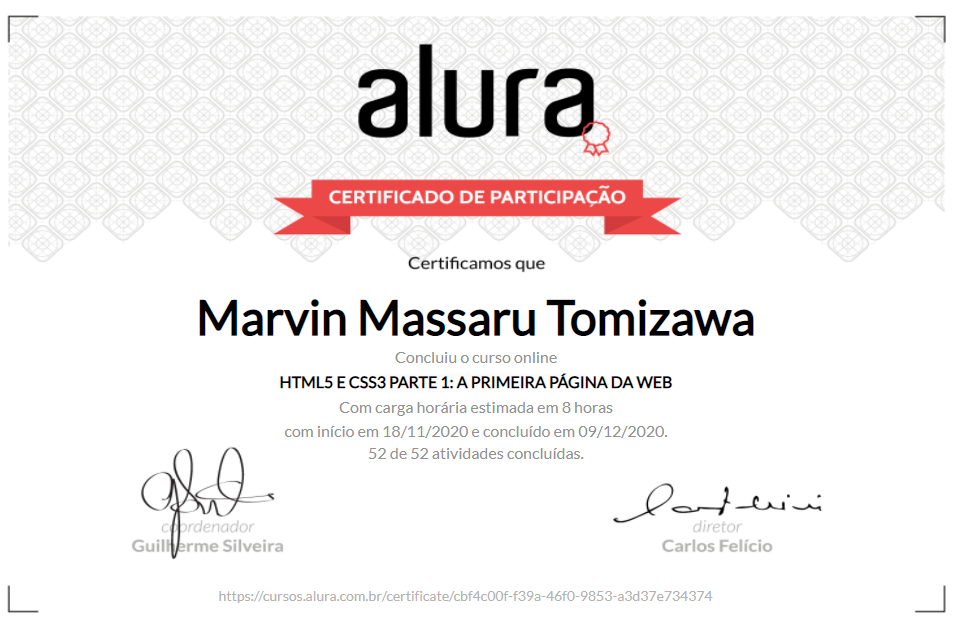 alura
CERTIFICADO DE PARTICIPAÇÃO
Certificamos que
Marvin Massaru Tomizawa
Concluiu o curso online
HTML5 E CSS3 PARTE 1: A PRIMEIRA PÁGINA DA WEB
Com carga horária estimada em 8 horas
com início em 18/11/2020 e concluído em 09/12/2020.
52 de 52 atividades concluídas.
coordenador
Guilherme Silveira
diretor
Carlos Felício
https://cursos.alura.com.br/certificate/cbf4c00f-f39a-46f0-9853-a3d37e734374